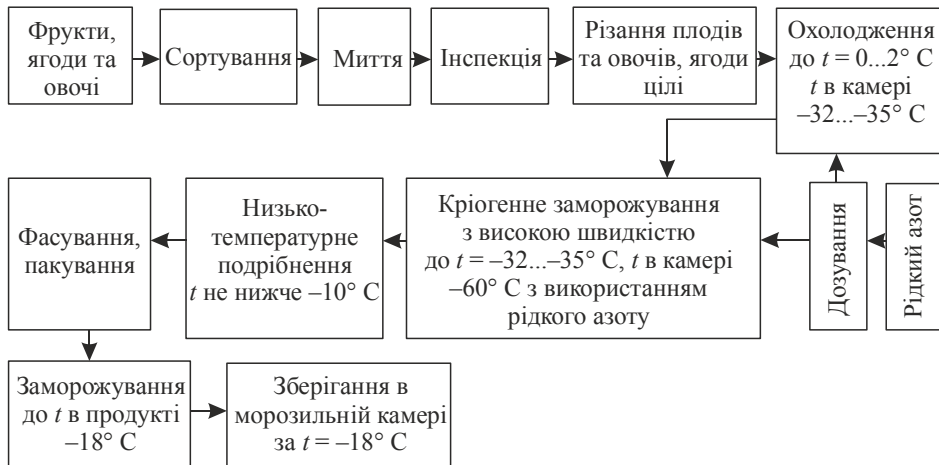 Фрукти,
ягоди та
овочі
Сортування
Миття
Інспекція
Різання плодів
та овочів, ягоди
цілі
Охолодження
до t = 0...2° С
t в камері
–32...–35° С
Рідкий азот
Дозування
Кріогенне заморожування
з високою швидкістю
до t = –32...–35° С, t в камері
–60° С з використанням
рідкого азоту
Низько-
температурне
подрібнення
t не нижче –10° С
Фасування,
пакування
Заморожування
до t в продукті
–18° С
Зберігання в
морозильній камері
за t = –18° С